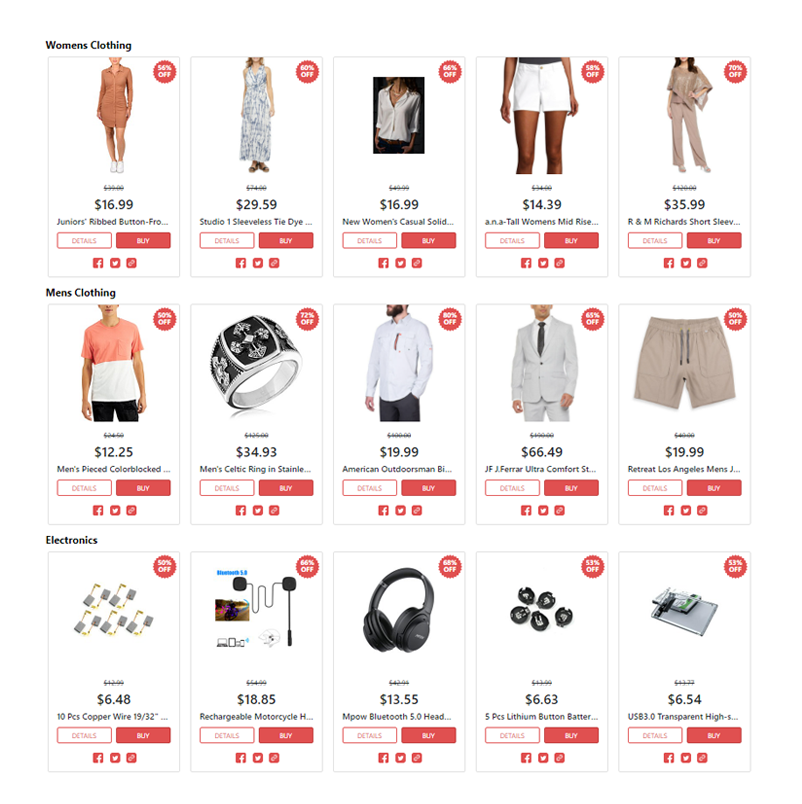 Womens Clothing
56% OFF
60% OFF
66% OFF
58% OFF
70% OFF
$39.00
$74.00
$49.99
$34.00
$120.00
$16.99
$29.59
$16.99
$14.39
$35.99
Juniors' Ribbed Button-Fro...
Studio 1 Sleeveless Tie Dye ...
New Women's Casual Solid...
a.n.a-Tall Womens Mid Rise...
R & M Richards Short Sleev...
DETAILS BUY
DETAILS BUY
DETAILS BUY
DETAILS BUY
DETAILS BUY
Mens Clothing
50% OFF
72% OFF
80% OFF
65% OFF
50% OFF
$24.50
$125.00
$100.00
$190.00
$40.00
$12.25
$34.93
$19.99
$66.49
$19.99
Men's Pieced Colorblocked ...
Men's Celtic Ring in Stainle...
American Outdoorsman Bi...
JF J.Ferrar Ultra Comfort St...
Retreat Los Angeles Mens J...
DETAILS BUY
DETAILS BUY
DETAILS BUY
DETAILS BUY
DETAILS BUY
Electronics
50% OFF
66% OFF
68% OFF
53% OFF
53% OFF
Bluetooth 5.0
$12.99
$54.99
$42.91
$13.99
$13.77
$6.48
$18.85
$13.55
$6.63
$6.54
10 Pcs Copper Wire 19/32" ...
Rechargeable Motorcycle H...
Mpow Bluetooth 5.0 Head...
5 Pcs Lithium Button Batter...
USB3.0 Transparent High-s...
DETAILS BUY
DETAILS BUY
DETAILS BUY
DETAILS BUY
DETAILS BUY